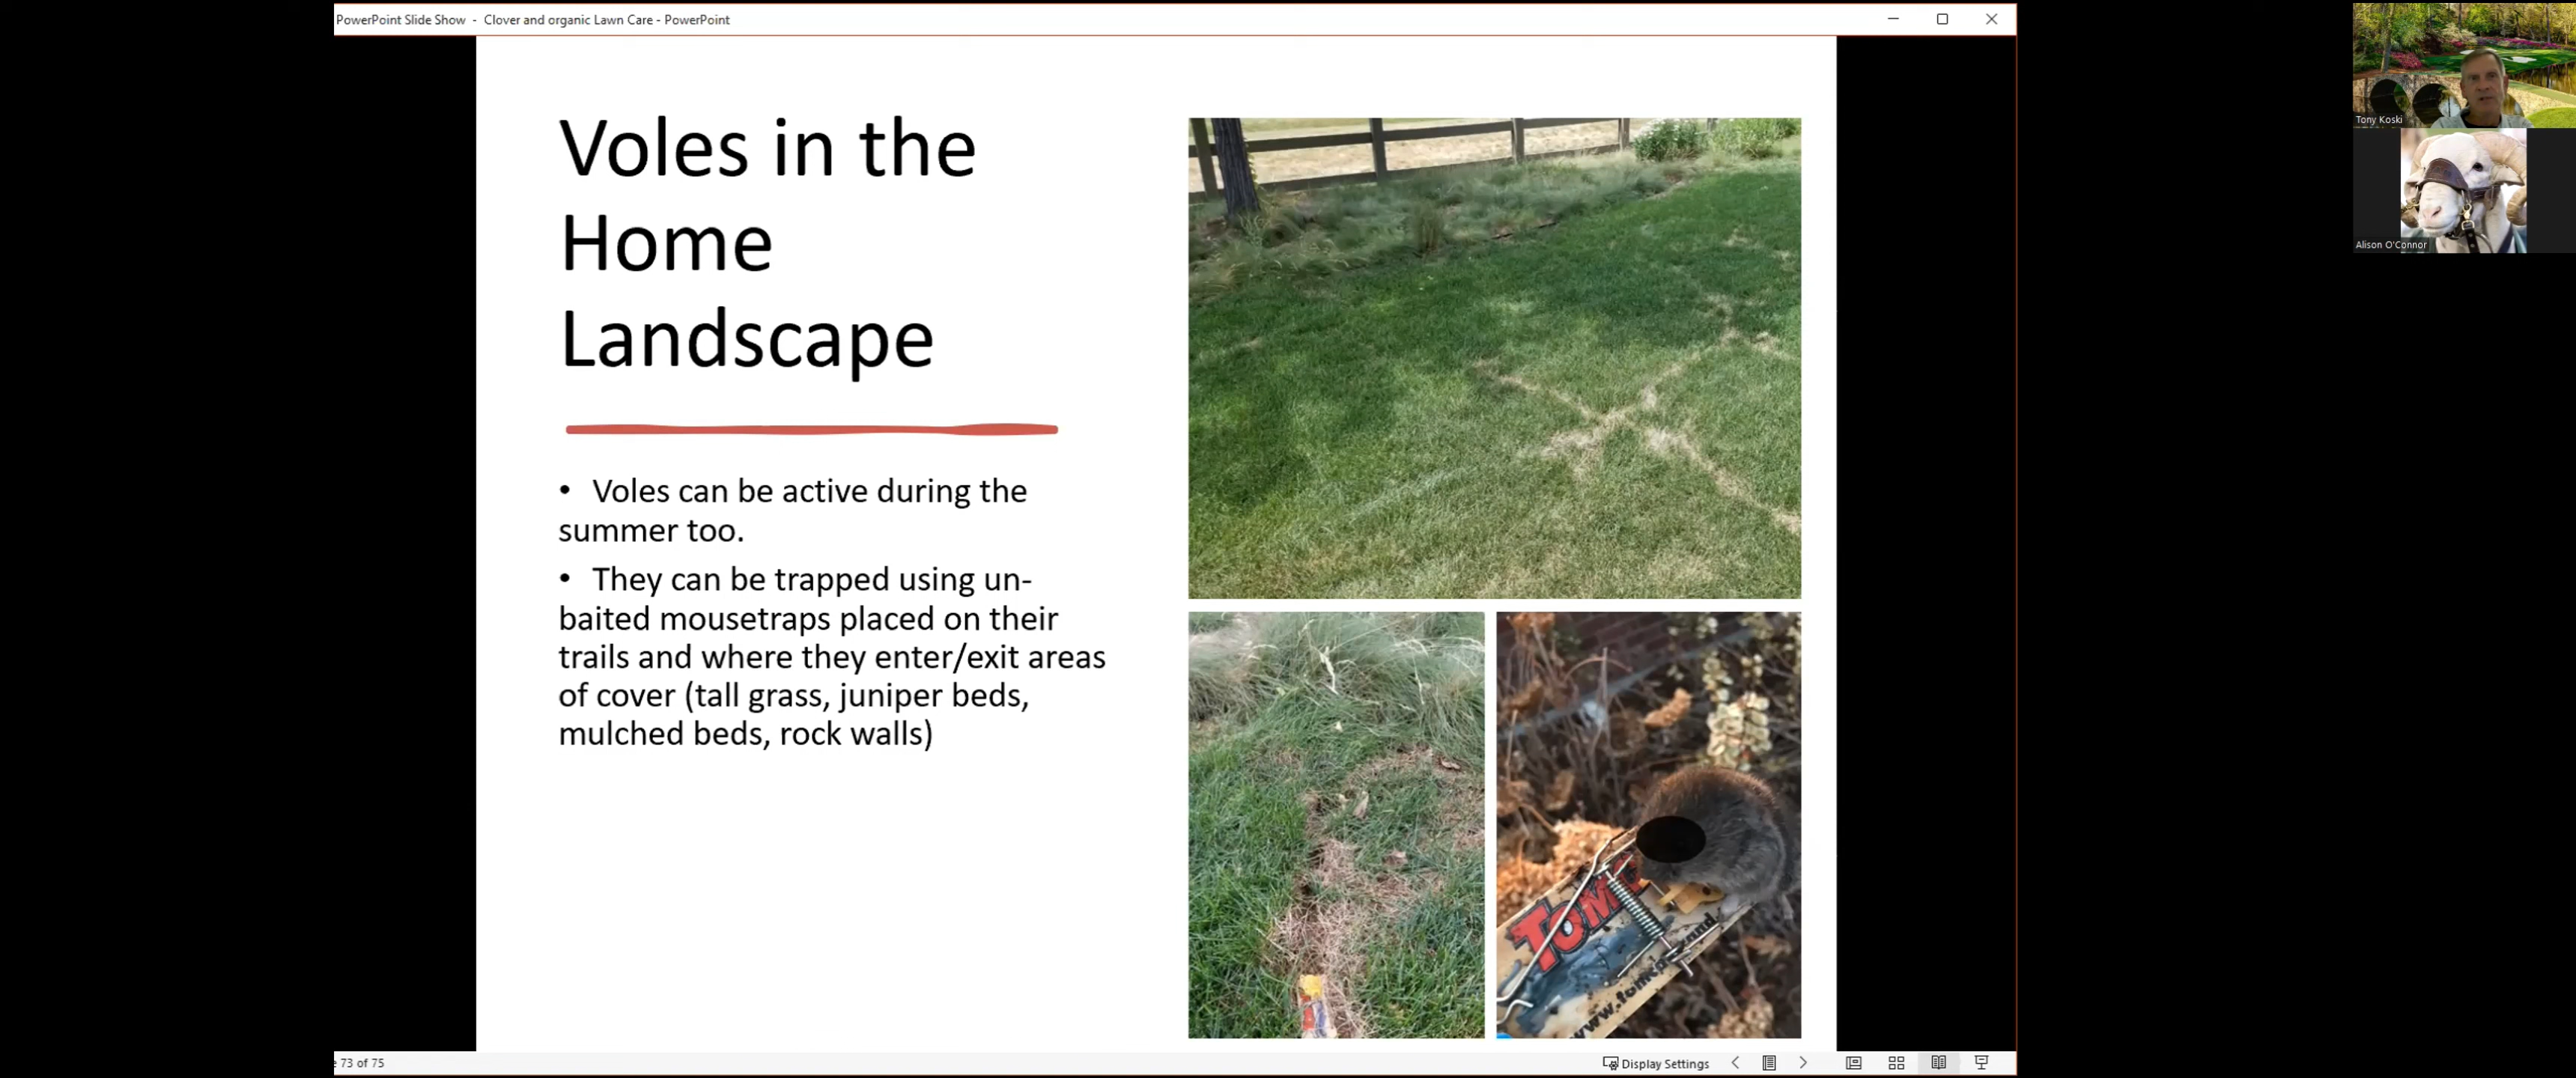 PowerPoint Slide Show - Clover and organic Lawn Care - PowerPoint
Tony Koski
Alison O'Connor
Voles in the
Home
Landscape
• Voles can be active during the
summer too.
• They can be trapped using un-
baited mousetraps placed on their
trails and where they enter/exit areas
of cover (tall grass, juniper beds,
mulched beds, rock walls)
73 of 75
Display Settings